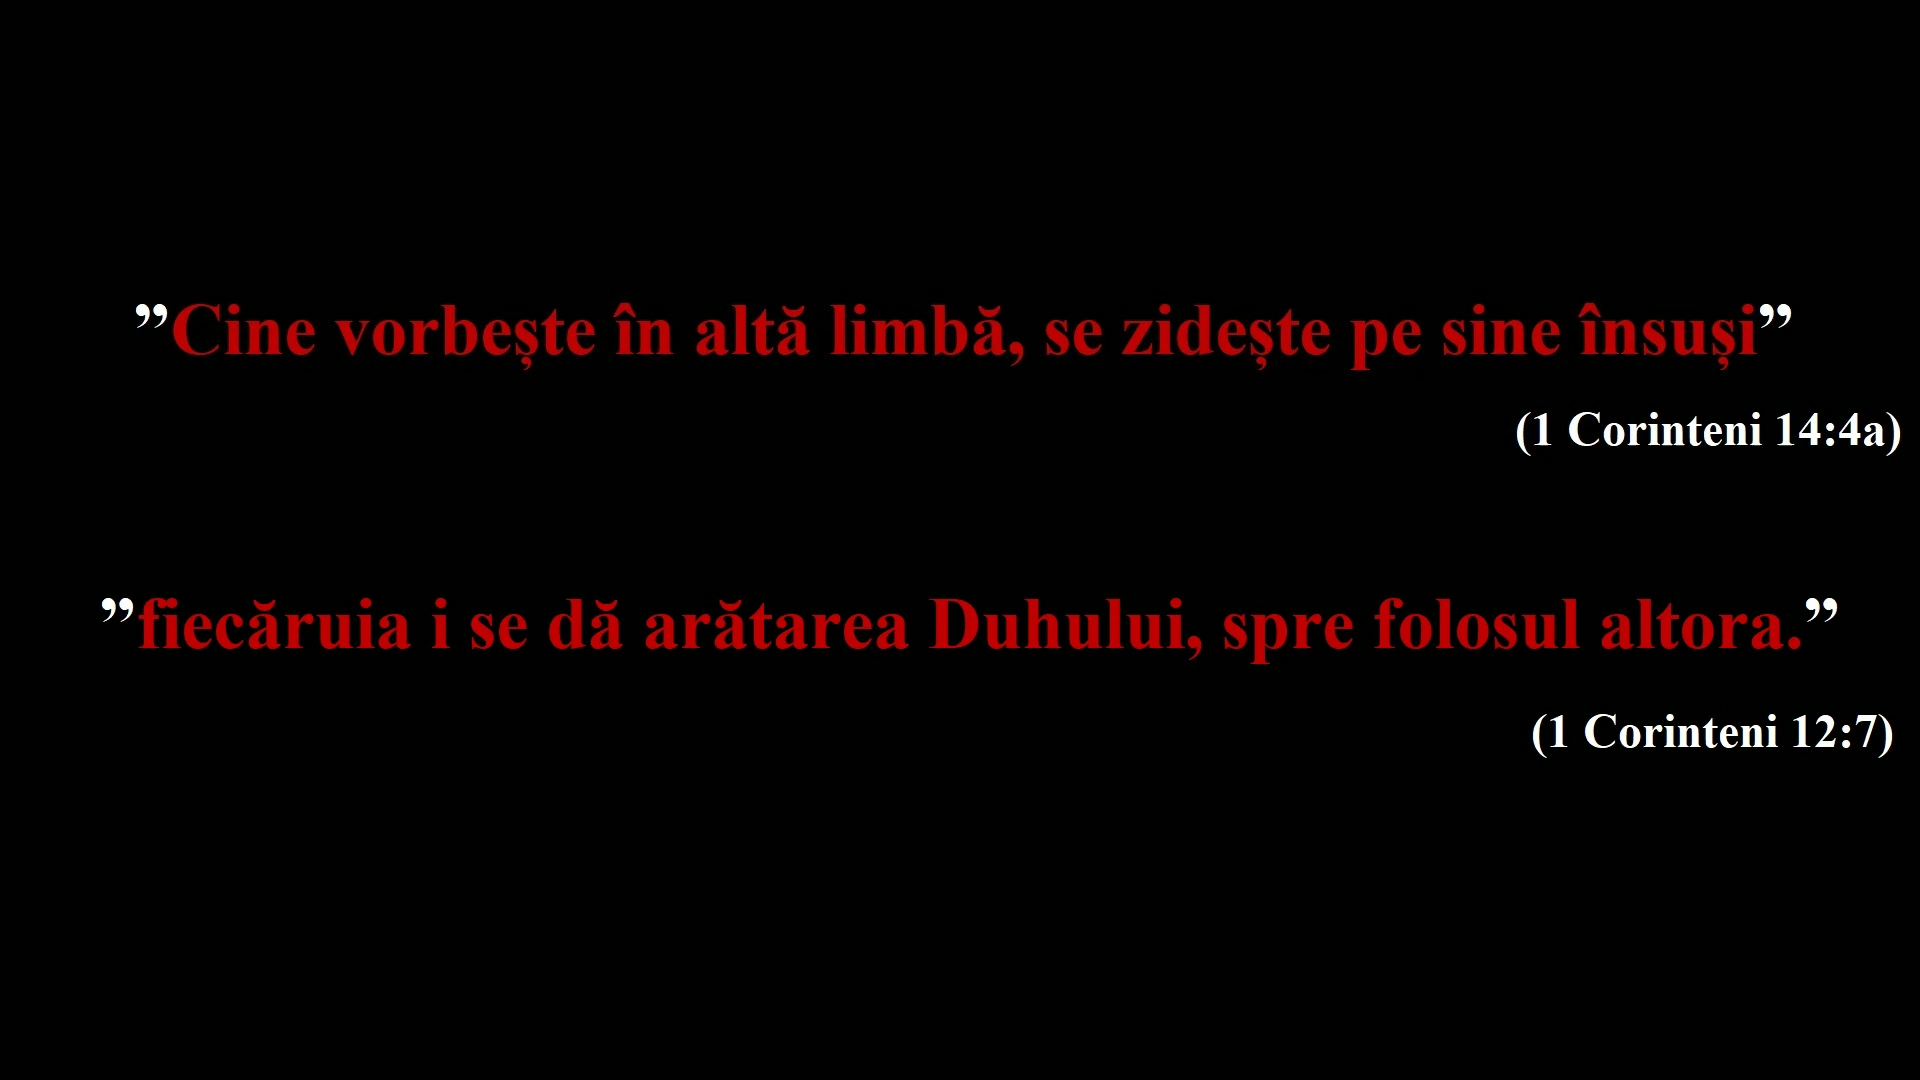 ”Cine vorbește în altă limbă, se zidește pe sine însuși”
(1 Corinteni 14:4a)
”fiecăruia i se dă arătarea Duhului, spre folosul altora.”
(1 Corinteni 12:7)